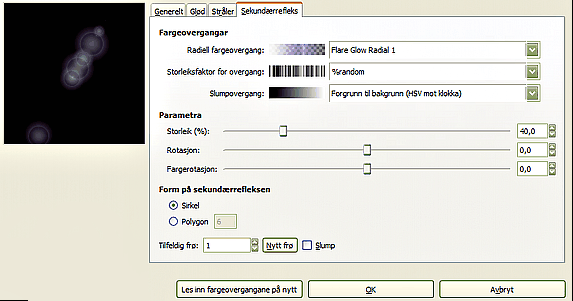 Generelt Glød Stråler Sekundærrefleks
Fargeovergangar
Radiell fargeovergang: Flare Glow Radial 1
Storleiksfaktor for overgang: %random
Slumpovergang: Forgrunn til bakgrunn (HSV mot klokka)
Parametra
Storleik (%): 40,0
Rotasjon: 0,0
Fargerotasjon: 0,0
Form på sekundærrefleksen
Sirkel
Polygon 6
Tilfeldig frø: 1 Nytt frø Slump
Les inn fargeovergangane på nytt OK Avbryt